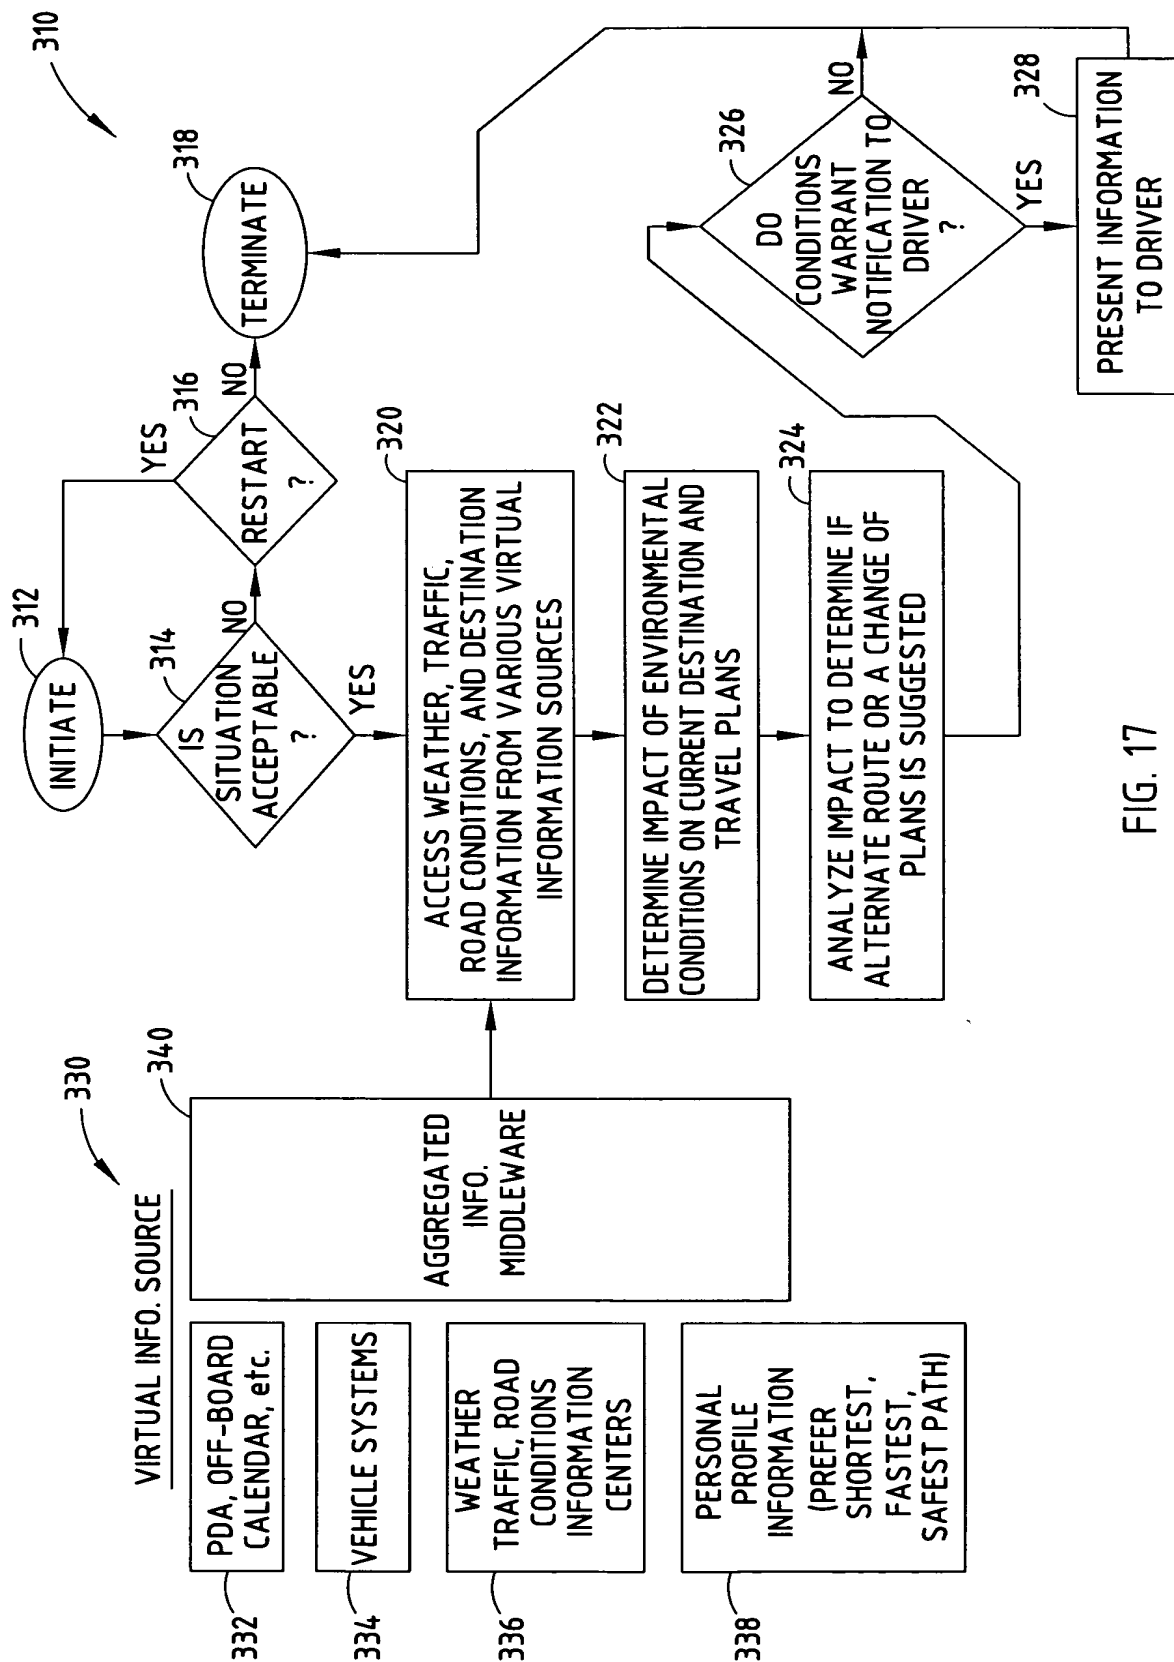 310
VIRTUAL INFO. SOURCE
330
332
PDA, OFF-BOARD
CALENDAR, etc.
334
VEHICLE SYSTEMS
336
WEATHER
TRAFFIC, ROAD
CONDITIONS
INFORMATION
CENTERS
338
PERSONAL
PROFILE
INFORMATION
(PREFER
SHORTEST,
FASTEST,
SAFEST PATH)
340
AGGREGATED
INFO.
MIDDLEWARE
312
INITIATE
314
IS
SITUATION
ACCEPTABLE
?
NO
YES
316
RESTART
?
YES
NO
318
TERMINATE
320
ACCESS WEATHER, TRAFFIC,
ROAD CONDITIONS, AND DESTINATION
INFORMATION FROM VARIOUS VIRTUAL
INFORMATION SOURCES
322
DETERMINE IMPACT OF ENVIRONMENTAL
CONDITIONS ON CURRENT DESTINATION AND
TRAVEL PLANS
324
ANALYZE IMPACT TO DETERMINE IF
ALTERNATE ROUTE OR A CHANGE OF
PLANS IS SUGGESTED
326
DO
CONDITIONS
WARRANT
NOTIFICATION TO
DRIVER
?
NO
YES
328
PRESENT INFORMATION
TO DRIVER
FIG. 17